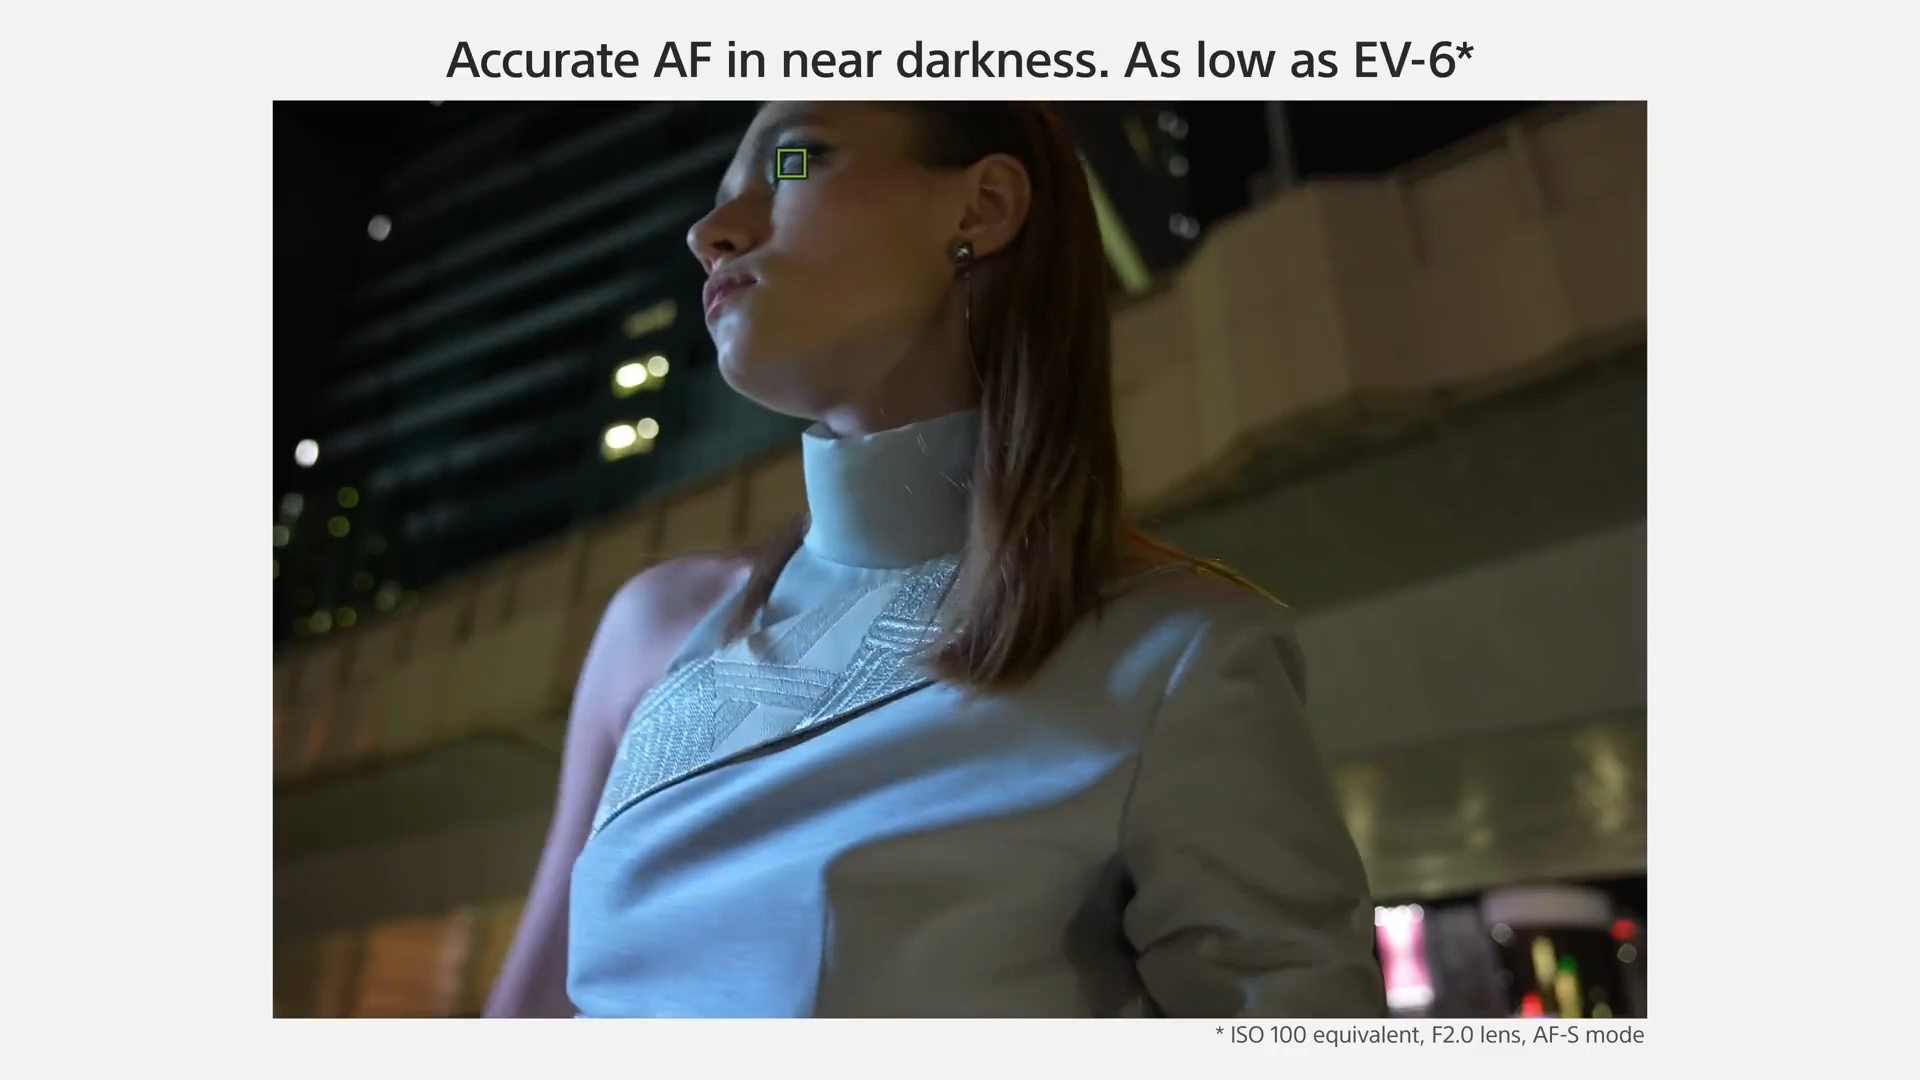 Accurate AF in near darkness. As low as EV-6*
* ISO 100 equivalent, F2.0 lens, AF-S mode